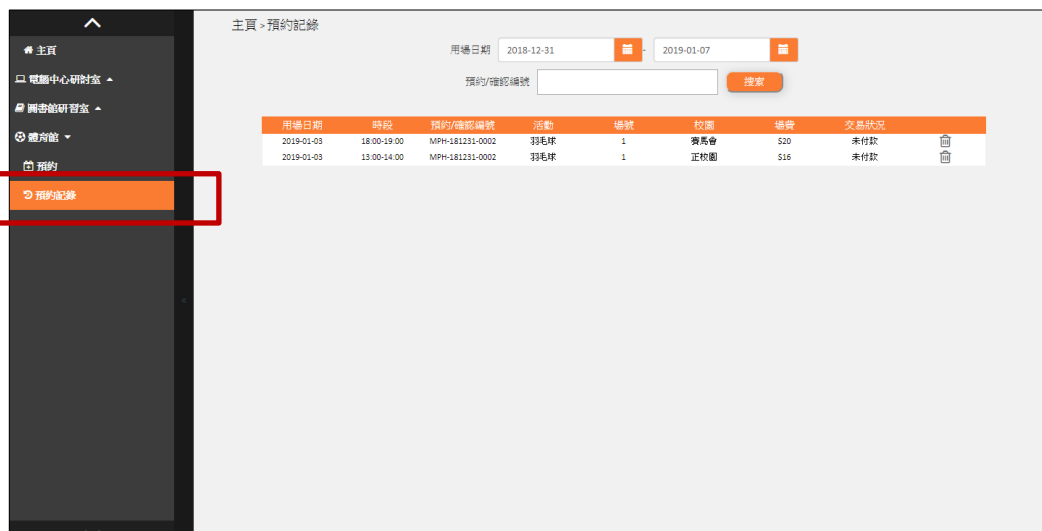 主頁>預約記錄
主頁
電腦中心研討室
圖書館研習室
體育館
預約
預約記錄
用場日期 2018-12-31 - 2019-01-07
預約/確認編號 搜索
用場日期 時段 預約/確認編號 活動 場號 校園 場費 交易狀況
2019-01-03 18:00-19:00 MPH-181231-0002 羽毛球 1 賽馬會 $20 未付款
2019-01-03 13:00-14:00 MPH-181231-0002 羽毛球 1 正校園 $16 未付款